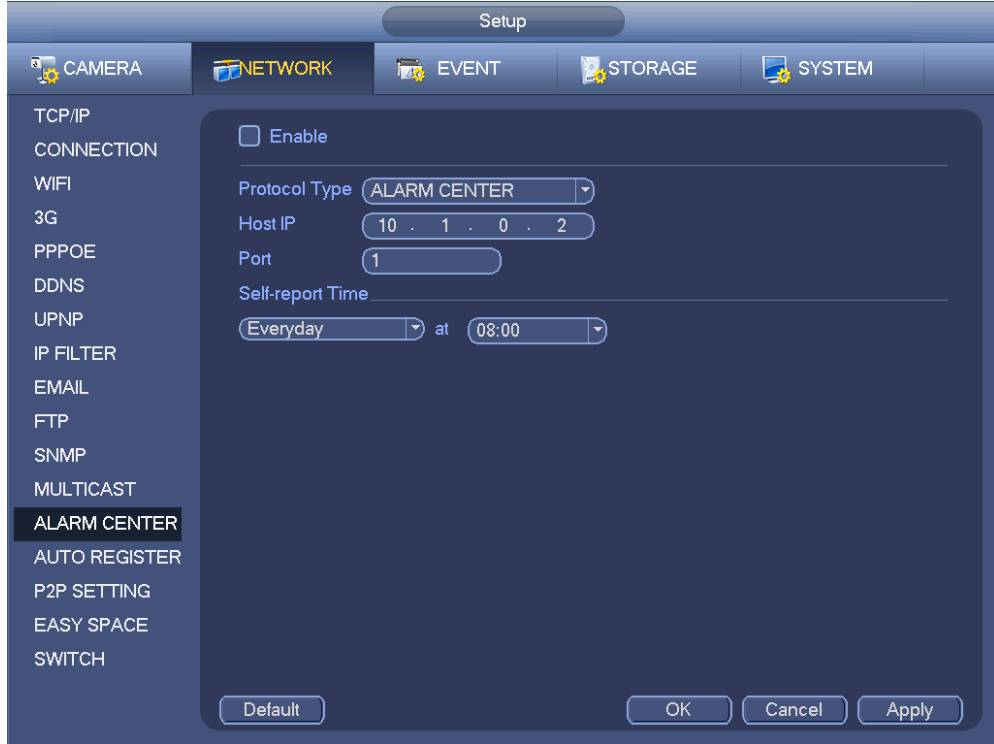 Setup
CAMERA NETWORK EVENT STORAGE SYSTEM
TCP/IP
CONNECTION
WIFI
3G
PPPOE
DDNS
UPNP
IP FILTER
EMAIL
FTP
SNMP
MULTICAST
ALARM CENTER
AUTO REGISTER
P2P SETTING
EASY SPACE
SWITCH
Enable
Protocol Type ALARM CENTER
Host IP 10 . 1 . 0 . 2
Port 1
Self-report Time
Everyday at 08:00
Default OK Cancel Apply